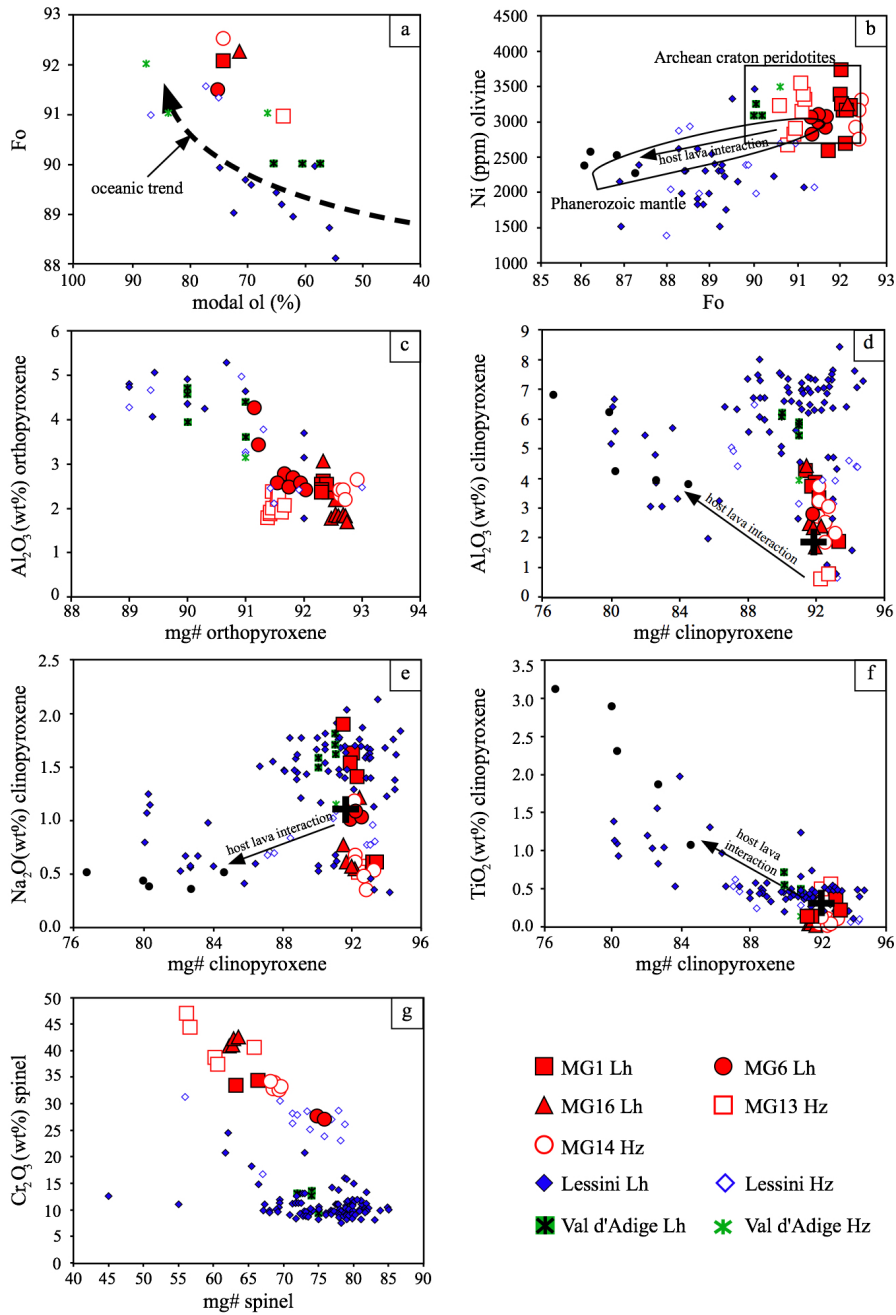 a
93
92
91
90
89
88
Fo
oceanic trend
100
90
80
70
60
50
40
modal ol (%)
b
4500
4000
3500
3000
2500
2000
1500
1000
Ni (ppm) olivine
Archean craton peridotites
host lava interaction
Phanerozoic mantle
85
86
87
88
89
90
91
92
93
Fo
c
6
5
4
3
2
1
0
Al2O3 (wt%) orthopyroxene
88
89
90
91
92
93
94
mg# orthopyroxene
d
9
8
7
6
5
4
3
2
1
0
Al2O3 (wt%) clinopyroxene
host lava interaction
76
80
84
88
92
96
mg# clinopyroxene
e
2.5
2.0
1.5
1.0
0.5
0.0
Na2O(wt%) clinopyroxene
host lava interaction
76
80
84
88
92
96
mg# clinopyroxene
f
3.5
3.0
2.5
2.0
1.5
1.0
0.5
0.0
TiO2 (wt%) clinopyroxene
host lava
interaction
76
80
84
88
92
96
mg# clinopyroxene
g
50
45
40
35
30
25
20
15
10
5
0
Cr2O3 (wt%) spinel
40
45
50
55
60
65
70
75
80
85
90
mg# spinel
MG1 Lh
MG6 Lh
MG16 Lh
MG13 Hz
MG14 Hz
Lessini Lh
Lessini Hz
Val d'Adige Lh
Val d'Adige Hz